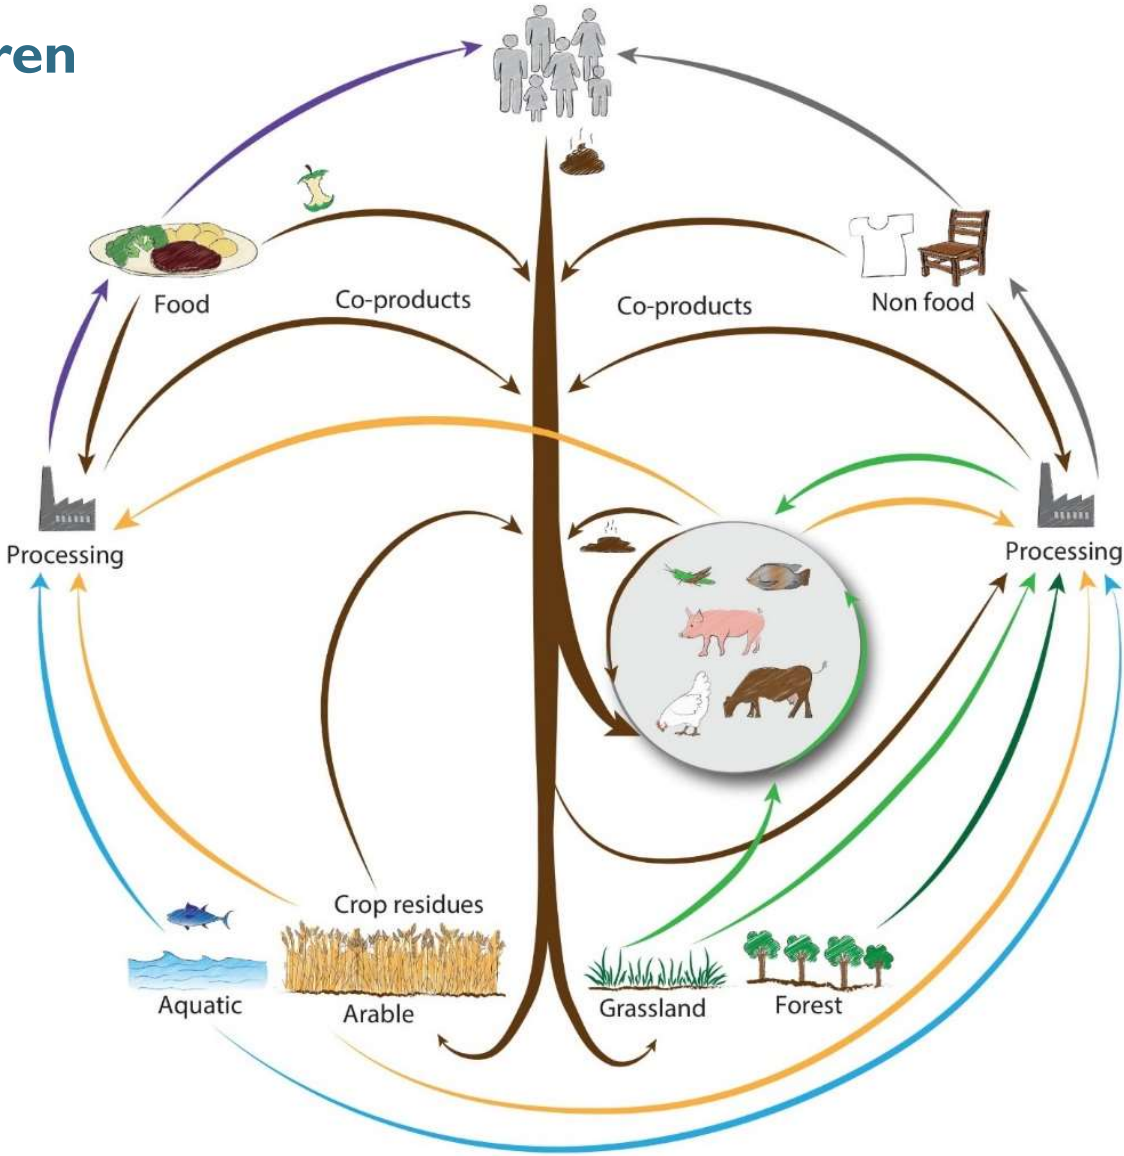 ren
Food
Co-products
Co-products
Non food
Processing
Processing
Crop residues
Aquatic
Arable
Grassland
Forest